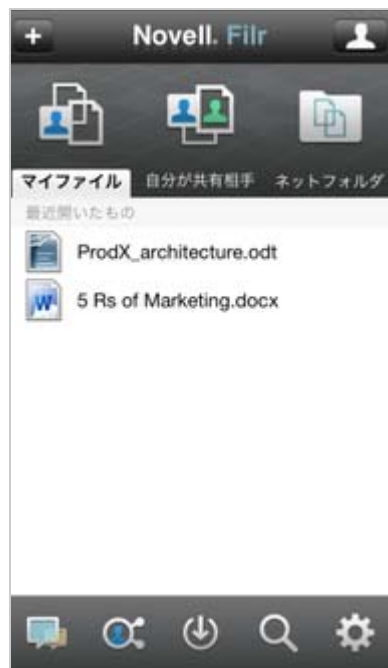 + Novell. Filr
マイファイル 自分が共有相手 ネットフォルダ
最近開いたもの
ProdX_architecture.odt
W 5 Rs of Marketing.docx